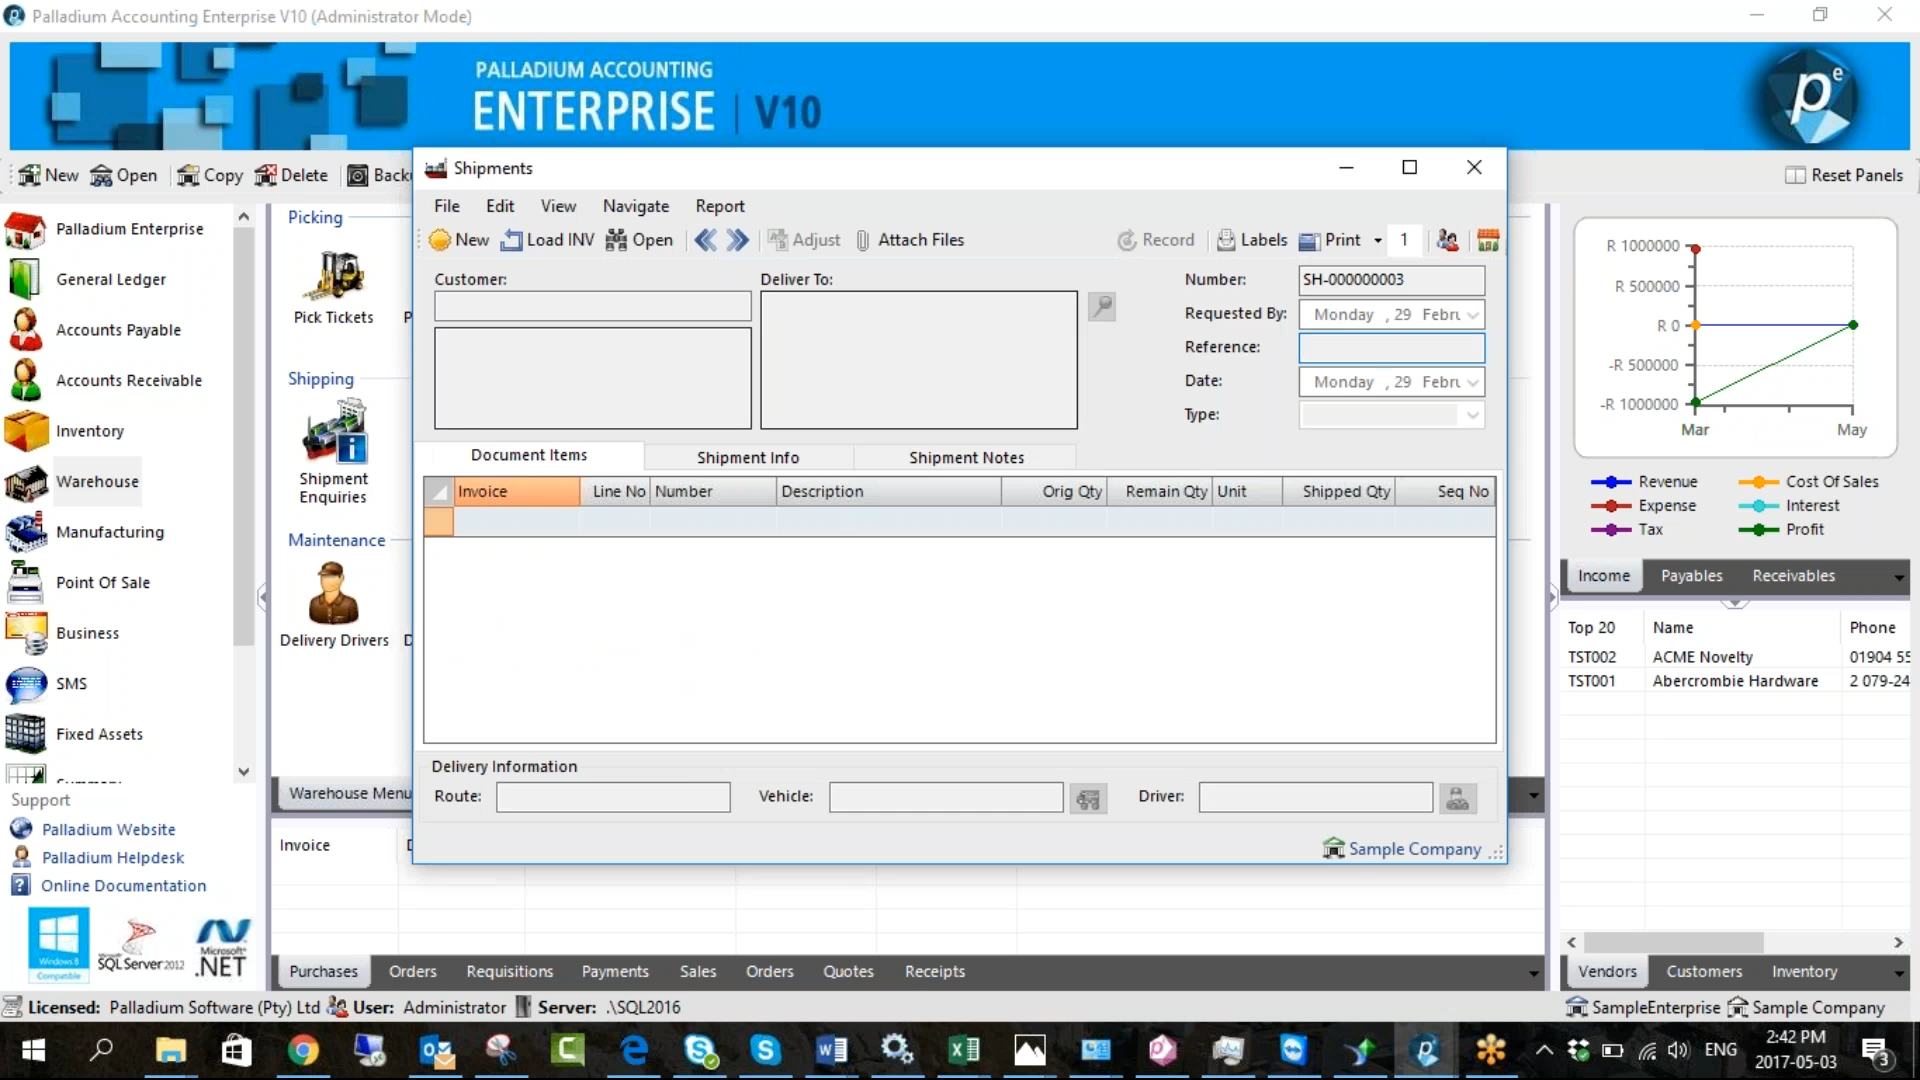 Palladium Accounting Enterprise V10 (Administrator Mode)
PALLADIUM ACCOUNTING
ENTERPRISE | V10
New Open Copy Delete
Reset Panels
Palladium Enterprise
General Ledger
Accounts Payable
Accounts Receivable
Inventory
Warehouse
Manufacturing
Point Of Sale
Business
SMS
Fixed Assets
Support
Palladium Website
Palladium Helpdesk
Online Documentation
Windows 8
Compatible
SQL Server 2012
Microsoft
.NET
Picking
Pick Tickets
Shipping
Shipment
Enquiries
Maintenance
Delivery Drivers
Warehouse Menu
Invoice
Shipments
File Edit View Navigate Report
New Load INV Open Adjust Attach Files Record Labels Print 1
Customer:
Deliver To:
Number: SH-000000003
Requested By: Monday , 29 Febru
Reference:
Date: Monday , 29 Febru
Type:
Document Items Shipment Info Shipment Notes
Invoice Line No Number Description Orig Qty Remain Qty Unit Shipped Qty Seq No
Delivery Information
Route: Vehicle: Driver:
Sample Company
R 1000000
R 500000
R 0
-R 500000
-R 1000000
Mar May
Revenue Cost Of Sales
Expense Interest
Tax Profit
Income Payables Receivables
Top 20 Name Phone
TST002 ACME Novelty 01904 55
TST001 Abercrombie Hardware 2 079-24
Purchases Orders Requisitions Payments Sales Orders Quotes Receipts
Vendors Customers Inventory
Licensed: Palladium Software (Pty) Ltd User: Administrator Server: .\SQL2016
SampleEnterprise Sample Company
ENG
2:42 PM
2017-05-03
3